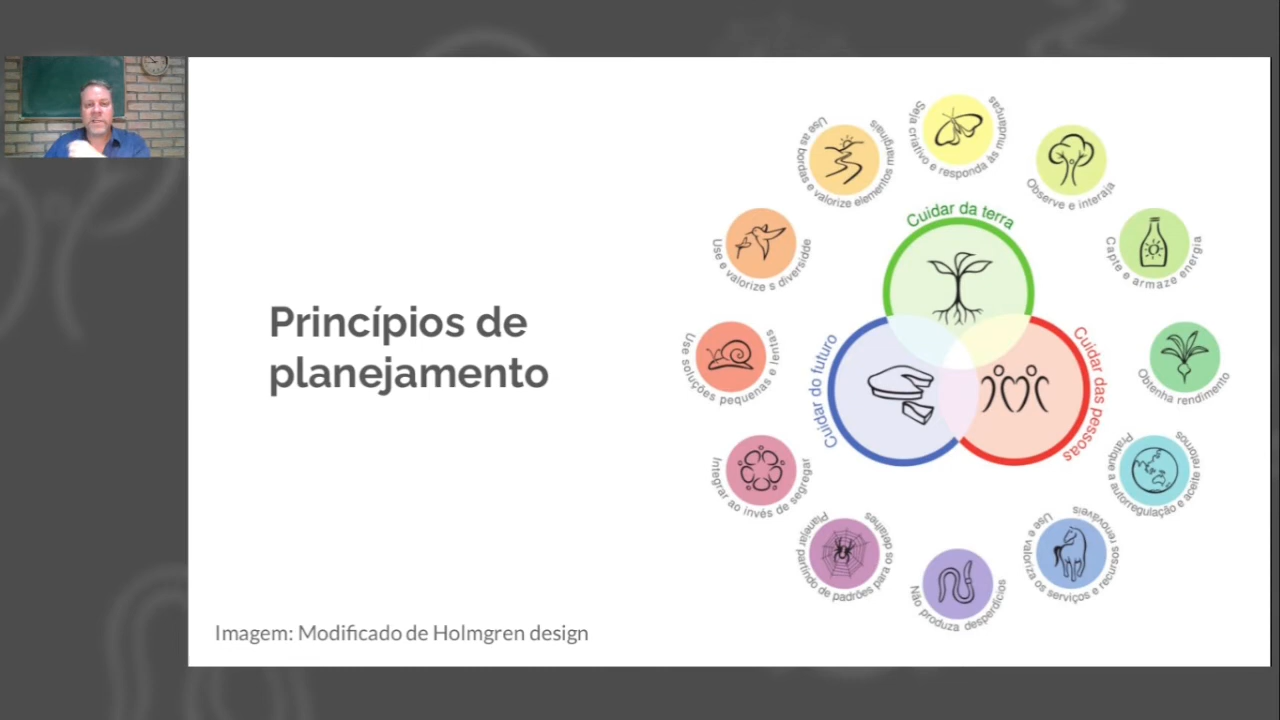 Princípios de
planejamento
Imagem: Modificado de Holmgren design
Cuidar da terra
Cuidar das pessoas
Cuidar do futuro
Observe e interaja
Capte e armaze energia
Obtenha rendimento
Pratique a autorregulação e aceite retornos
Use e valoriza os serviços e recursos renováveis
Não produza desperdícios
Planejar partindo de padrões para os detalhes
Integrar ao invés de segregar
Use soluções pequenas e lentas
Use e valorize s diversidde
Use as bordas e valorize elementos marginais
Seja criativo e responda às mudanças